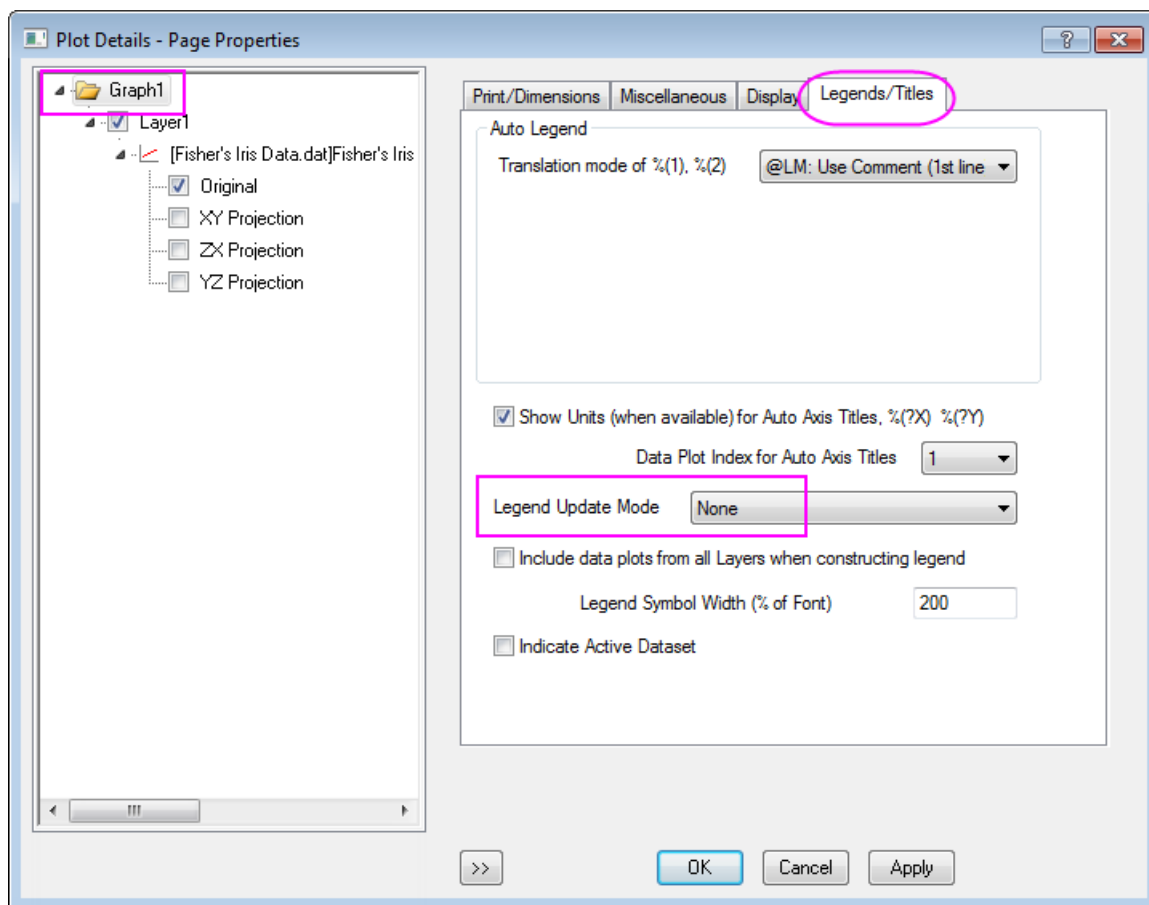 Plot Details - Page Properties
Graph1
Layer1
[Fisher's Iris Data.dat]Fisher's Iris
Original
XY Projection
ZX Projection
YZ Projection
Print/Dimensions Miscellaneous Display Legends/Titles
Auto Legend
Translation mode of %(1), %(2) @LM: Use Comment (1st line
Show Units (when available) for Auto Axis Titles, %(?X) %(?Y)
Data Plot Index for Auto Axis Titles 1
Legend Update Mode None
Include data plots from all Layers when constructing legend
Legend Symbol Width (% of Font) 200
Indicate Active Dataset
>> OK Cancel Apply